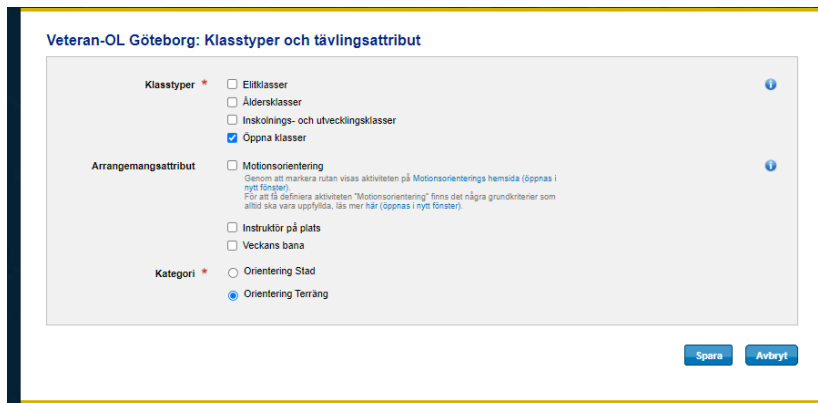 Veteran-OL Göteborg: Klasstyper och tävlingsattribut
Klasstyper *
Elitklasser
Åldersklasser
Inskolnings- och utvecklingsklasser
Öppna klasser
Arrangemangsattribut
Motionsorientering
Genom att markera rutan visas aktiviteten på Motionsorienterings hemsida (öppnas i
nytt fönster).
För att få definiera aktiviteten "Motionsorientering" finns det några grundkriterier som
alltid ska vara uppfyllda, läs mer här (öppnas i nytt fönster).
Instruktör på plats
Veckans bana
Kategori *
Orientering Stad
Orientering Terräng
Spara
Avbryt